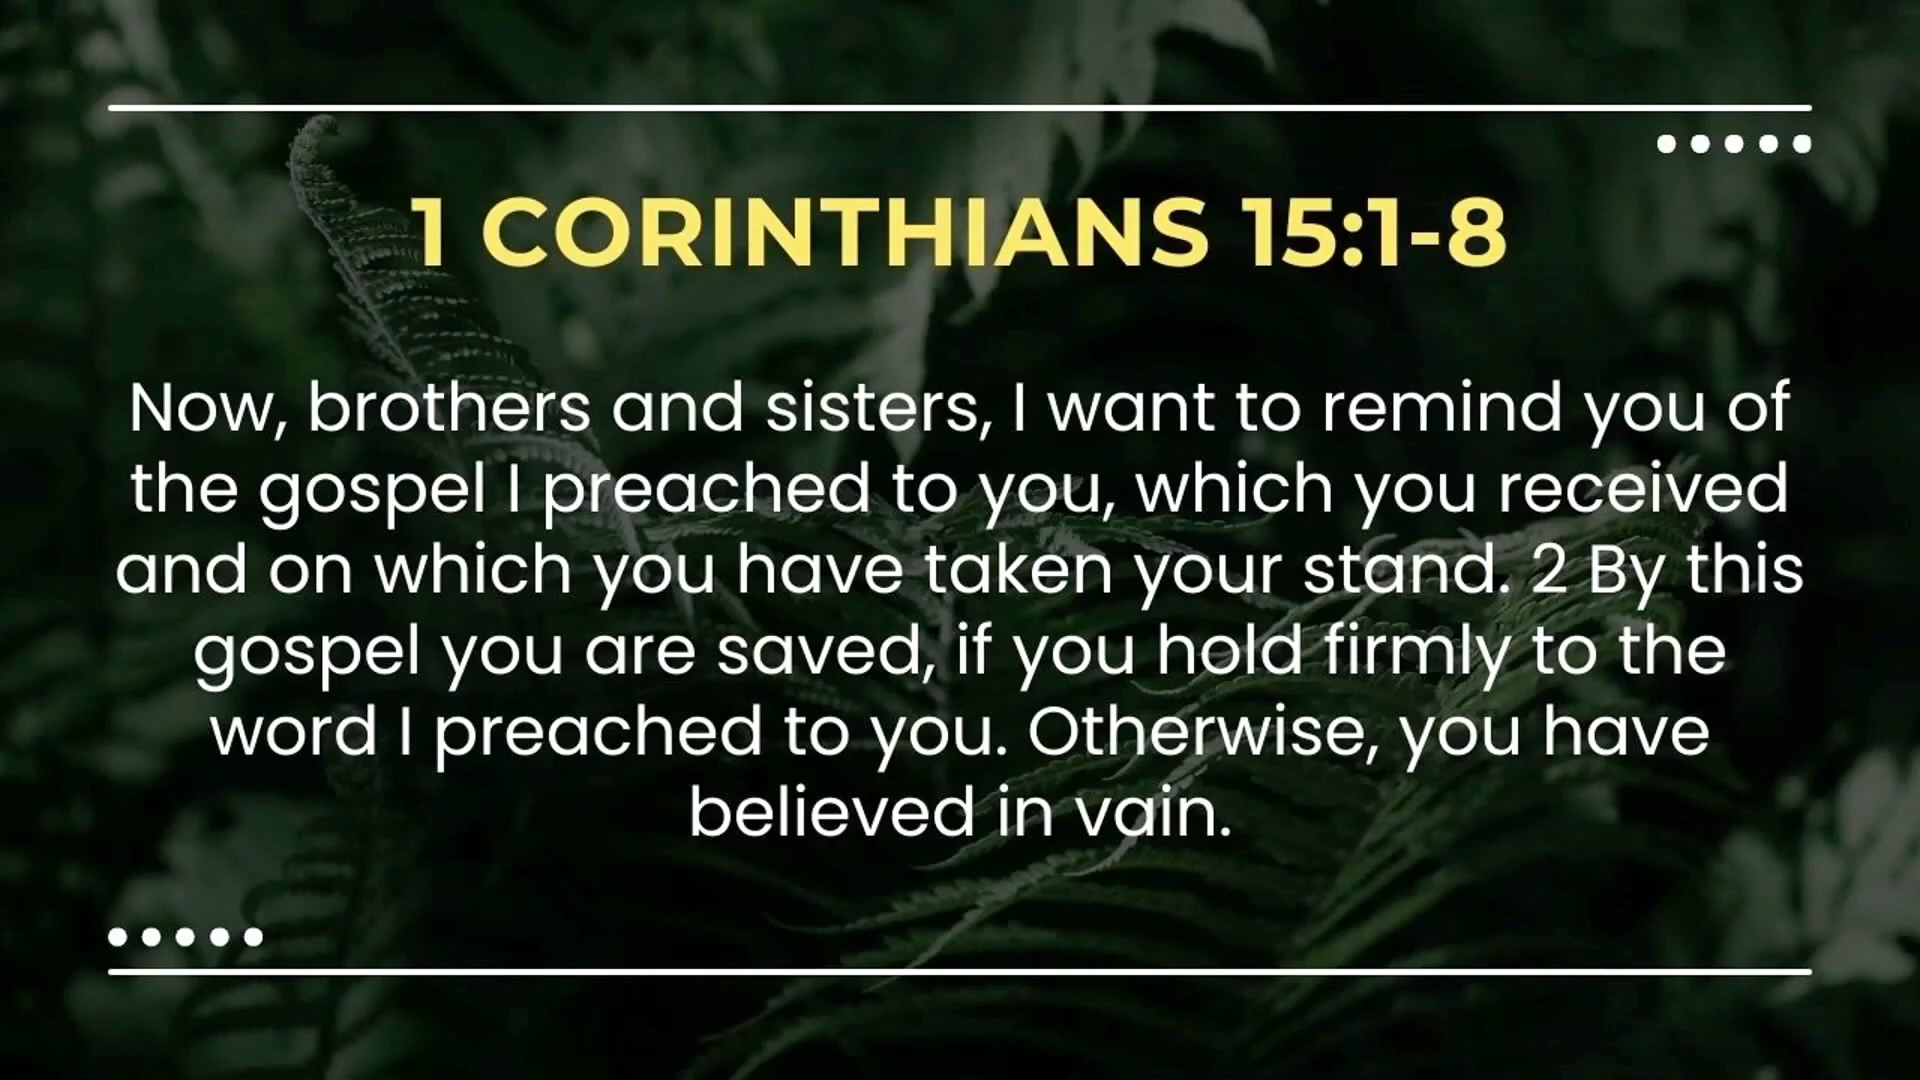 1 CORINTHIANS 15:1-8
Now, brothers and sisters, I want to remind you of
the gospel I preached to you, which you received
and on which you have taken your stand. 2 By this
gospel you are saved, if you hold firmly to the
word I preached to you. Otherwise, you have
believed in vain.